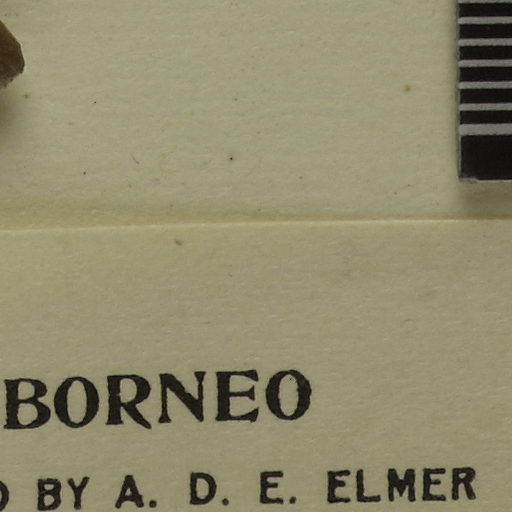 BORNEO
BY A. D. E. ELMER